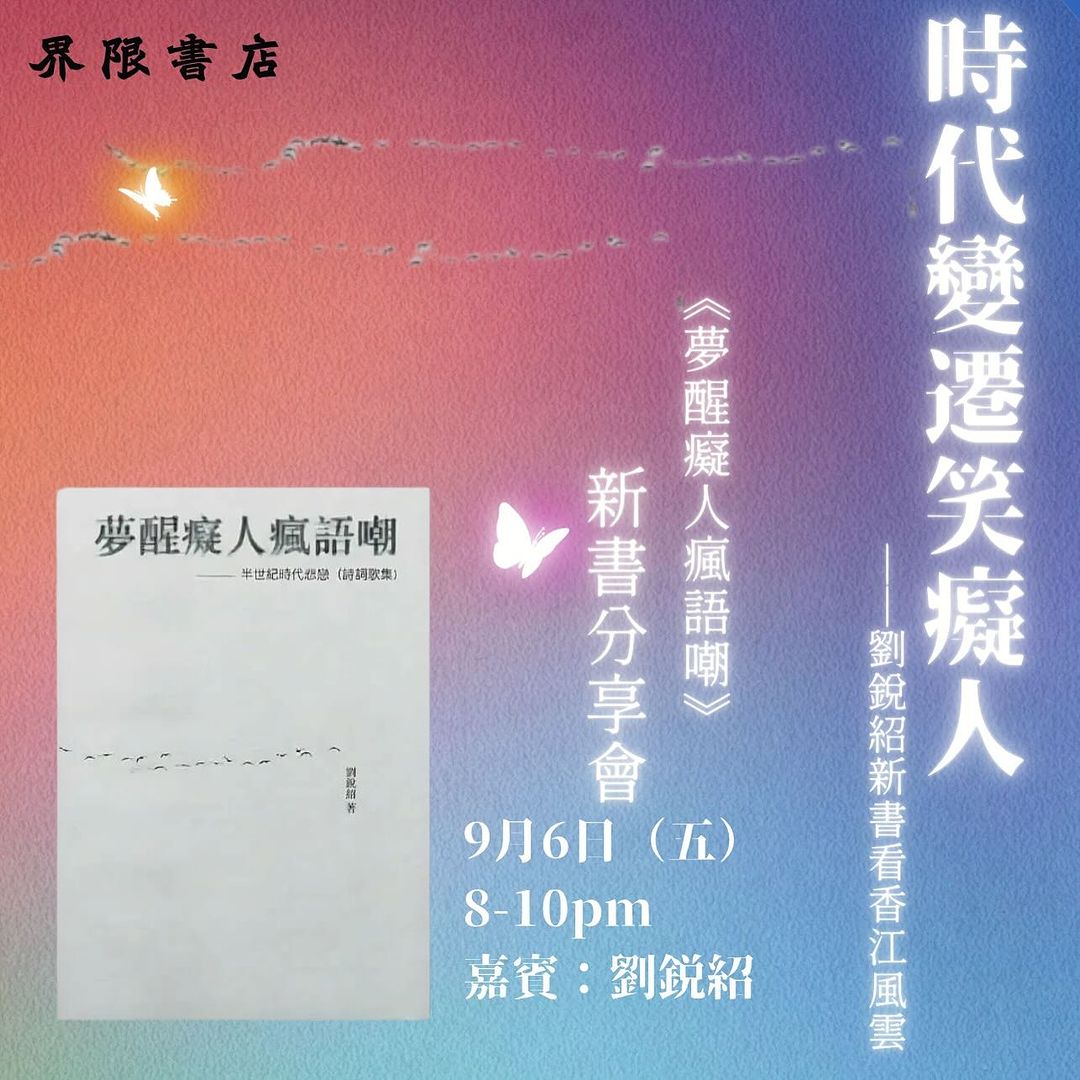 界限書店
時代變遷笑癡人
——劉銳紹新書看香江風雲
《夢醒癡人瘋語嘲》
新書分享會
9月6日（五）
8-10pm
嘉賓：劉銳紹
夢醒癡人瘋語嘲
——半世紀時代悲戀（詩詞歌集）
劉銳紹 著